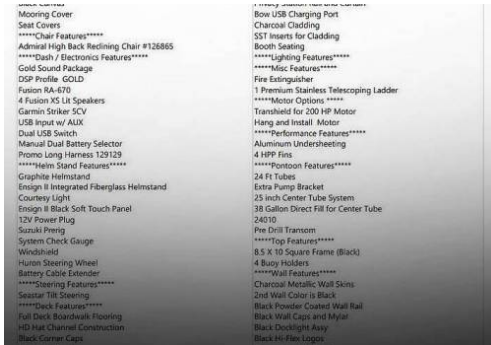 Mooring Cover
Seat Covers
*****Chair Features*****
Admiral High Back Reclining Chair #126865
*****Dash / Electronics Features*****
Gold Sound Package
DSP Profile GOLD
Fusion RA-670
4 Fusion XS Lit Speakers
Garmin Striker 5CV
USB Input w/ AUX
Dual USB Switch
Manual Dual Battery Selector
Promo Long Harness 129129
*****Helm Stand Features*****
Graphite Helmstand
Ensign II Integrated Fiberglass Helmstand
Courtesy Light
Ensign II Black Soft Touch Panel
12V Power Plug
Suzuki Prerig
System Check Gauge
Windshield
Huron Steering Wheel
Battery Cable Extender
*****Steering Features*****
Seastar Tilt Steering
*****Deck Features*****
Full Deck Boardwalk Flooring
HD Hat Channel Construction
Black Corner Caps
Bow USB Charging Port
Charcoal Cladding
SST Inserts for Cladding
Booth Seating
*****Lighting Features*****
*****Misc Features*****
Fire Extinguisher
1 Premium Stainless Telescoping Ladder
*****Motor Options *****
Transhield for 200 HP Motor
Hang and Install Motor
*****Performance Features*****
Aluminum Undersheeting
4 HPP Fins
*****Pontoon Features*****
24 Ft Tubes
Extra Pump Bracket
25 inch Center Tube System
38 Gallon Direct Fill for Center Tube
24010
Pre Drill Transom
*****Top Features*****
8.5 X 10 Square Frame (Black)
4 Buoy Holders
*****Wall Features*****
Charcoal Metallic Wall Skins
2nd Wall Color is Black
Black Powder Coated Wall Rail
Black Wall Caps and Mylar
Black Docklight Assy
Black Hi-Flex Logos